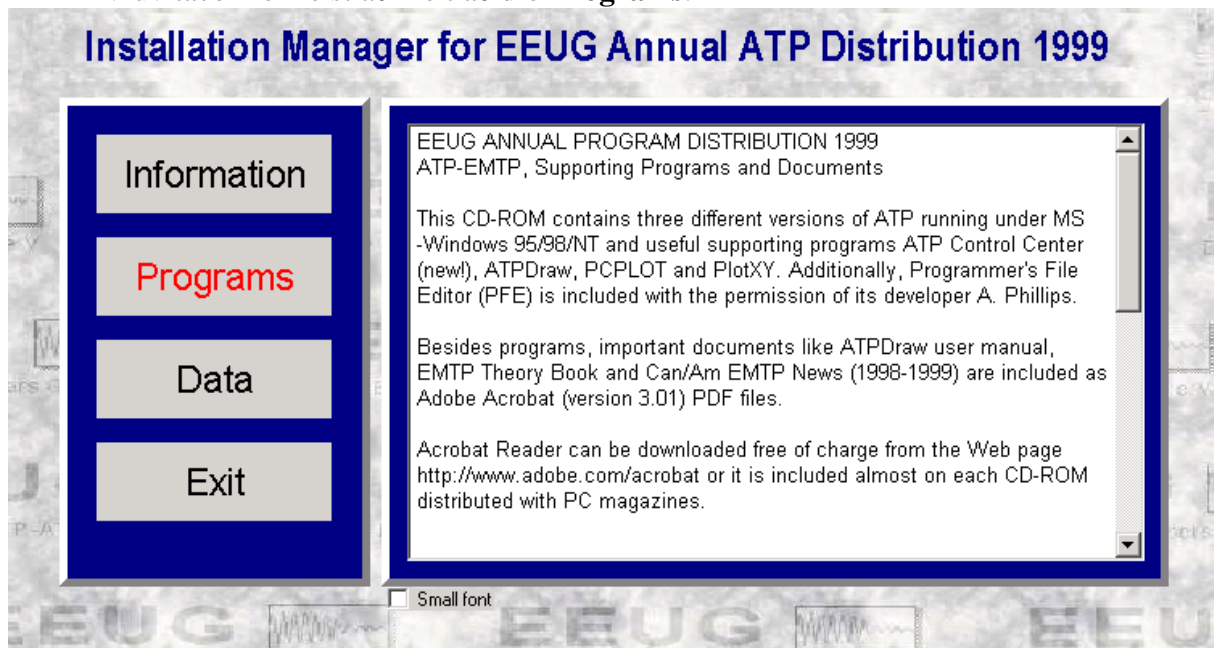 Installation Manager for EEUG Annual ATP Distribution 1999
Information
Programs
Data
Exit
EEUG ANNUAL PROGRAM DISTRIBUTION 1999
ATP-EMTP, Supporting Programs and Documents
This CD-ROM contains three different versions of ATP running under MS
-Windows 95/98/NT and useful supporting programs ATP Control Center
(new!), ATPDraw, PCPLOT and PlotXY. Additionally, Programmer's File
Editor (PFE) is included with the permission of its developer A. Phillips.
Besides programs, important documents like ATPDraw user manual,
EMTP Theory Book and Can/Am EMTP News (1998-1999) are included as
Adobe Acrobat (version 3.01) PDF files.
Acrobat Reader can be downloaded free of charge from the Web page
http://www.adobe.com/acrobat or it is included almost on each CD-ROM
distributed with PC magazines.
Small font
EEUG EEUG EEU